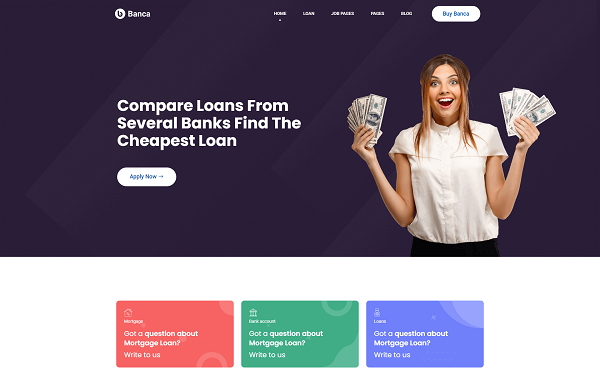 Banca
HOME LOAN JOB PAGES PAGES BLOG
Buy Banca
Compare Loans From
Several Banks Find The
Cheapest Loan
Apply Now →
Mortgage
Got a question about
Mortgage Loan?
Write to us
Bank account
Got a question about
Mortgage Loan?
Write to us
Loans
Got a question about
Mortgage Loan?
Write to us